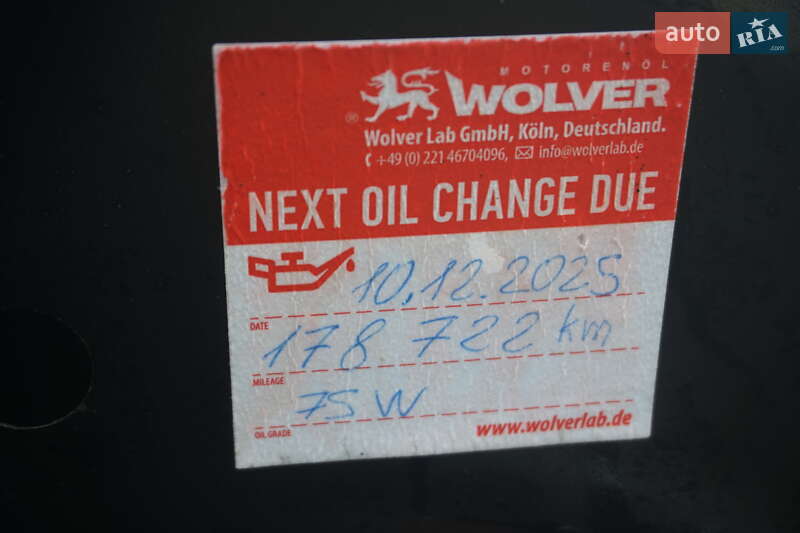 auto RIA .com
MOTORENÖL
® WOLVER
Wolver Lab GmbH, Köln, Deutschland.
+49 (0) 221 46704096, info@wolverlab.de
NEXT OIL CHANGE DUE
10.12.2025
DATE
178 722 km
MILEAGE
75W
OIL GRADE
www.wolverlab.de